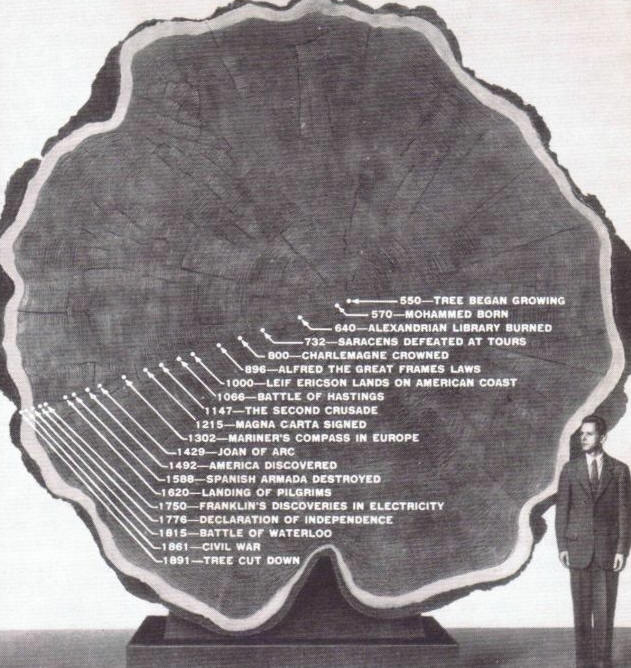 550—TREE BEGAN GROWING
570—MOHAMMED BORN
640—ALEXANDRIAN LIBRARY BURNED
732—SARACENS DEFEATED AT TOURS
800—CHARLEMAGNE CROWNED
896—ALFRED THE GREAT FRAMES LAWS
1000—LEIF ERICSON LANDS ON AMERICAN COAST
1066—BATTLE OF HASTINGS
1147—THE SECOND CRUSADE
1215—MAGNA CARTA SIGNED
1302—MARINER'S COMPASS IN EUROPE
1429—JOAN OF ARC
1492—AMERICA DISCOVERED
1588—SPANISH ARMADA DESTROYED
1620—LANDING OF PILGRIMS
1750—FRANKLIN'S DISCOVERIES IN ELECTRICITY
1776—DECLARATION OF INDEPENDENCE
1815—BATTLE OF WATERLOO
1861—CIVIL WAR
1891—TREE CUT DOWN